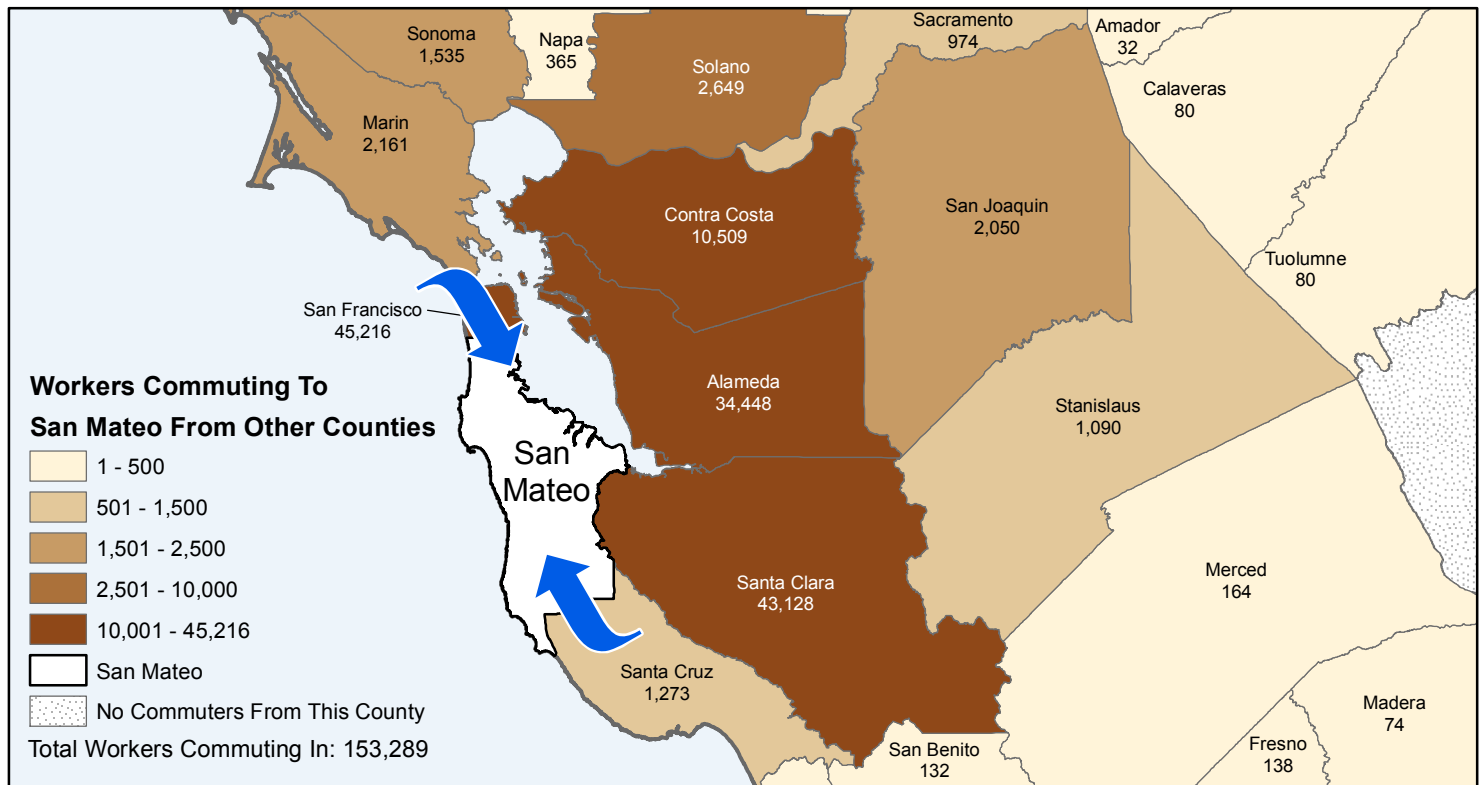 Sonoma
1,535
Napa
365
Solano
2,649
Sacramento
974
Amador
32
Calaveras
80
Marin
2,161
Contra Costa
10,509
San Joaquin
2,050
Tuolumne
80
San Francisco
45,216
Alameda
34,448
Stanislaus
1,090
San
Mateo
Santa Clara
43,128
Merced
164
Santa Cruz
1,273
San Benito
132
Fresno
138
Madera
74
Workers Commuting To
San Mateo From Other Counties
1 - 500
501 - 1,500
1,501 - 2,500
2,501 - 10,000
10,001 - 45,216
San Mateo
No Commuters From This County
Total Workers Commuting In: 153,289